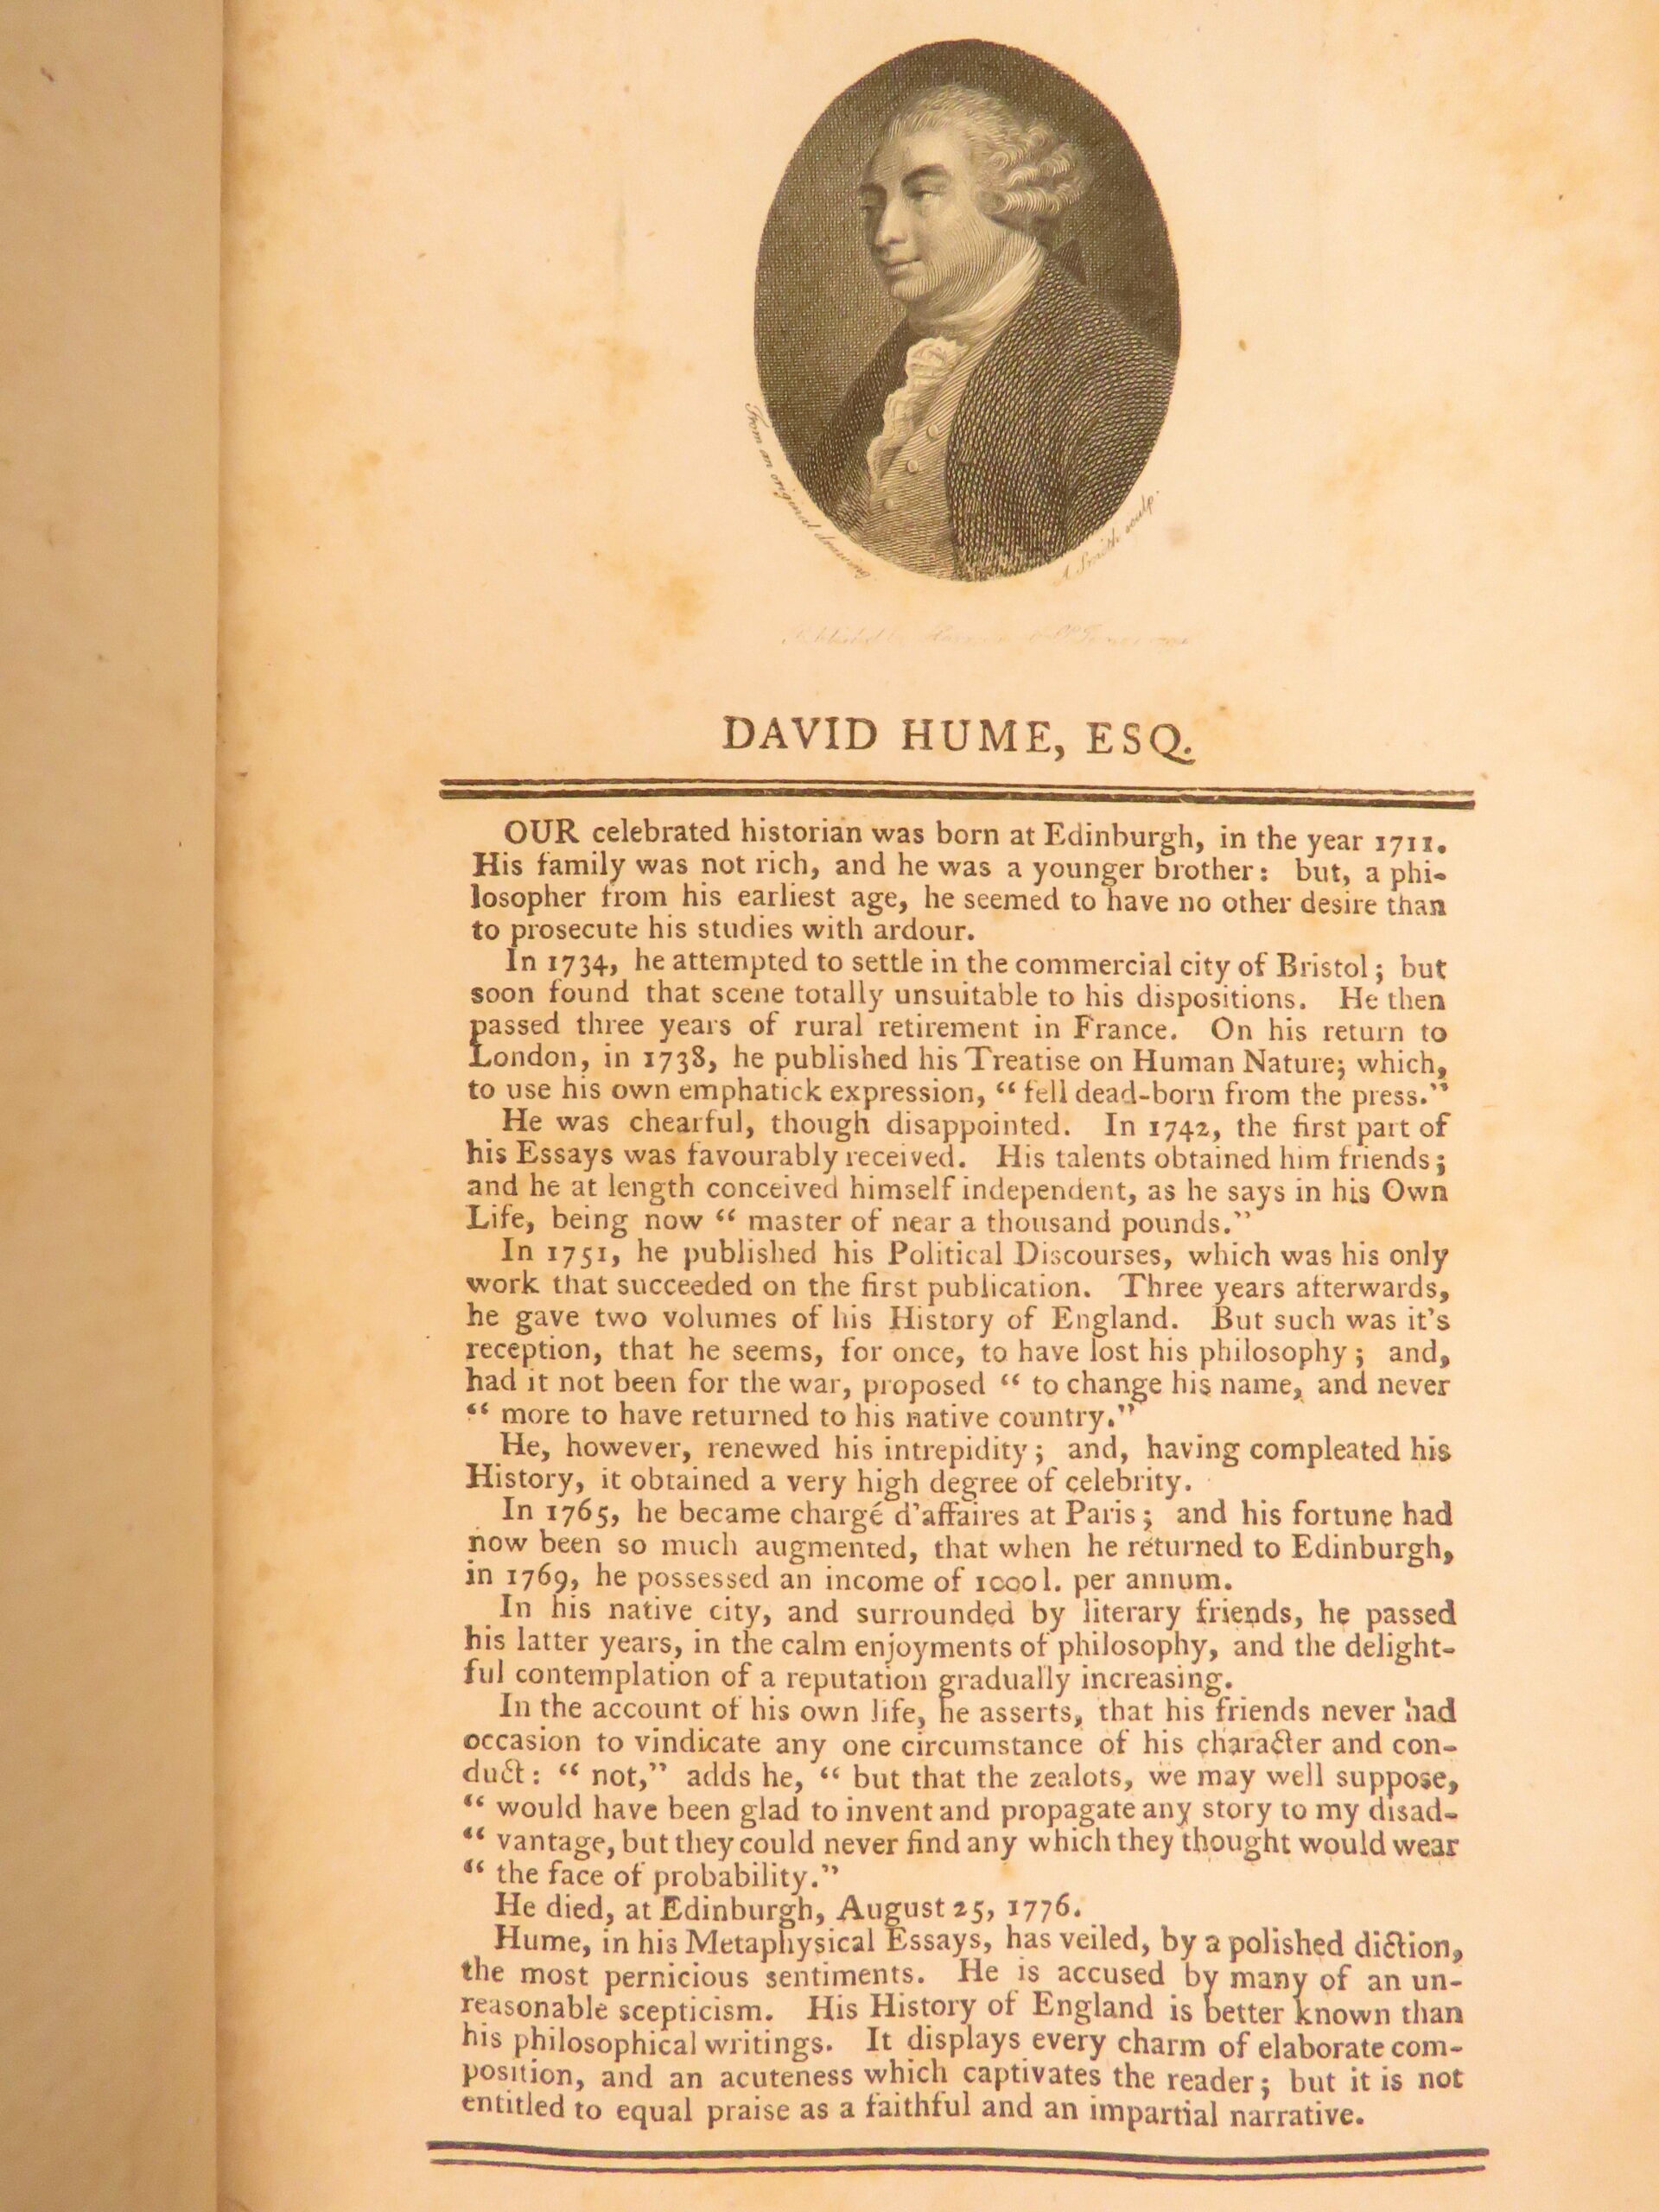 From an original drawing
A. Smith sculp.
DAVID HUME, ESQ.
OUR celebrated historian was born at Edinburgh, in the year 1711.
His family was not rich, and he was a younger brother: but, a phi-
losopher from his earliest age, he seemed to have no other desire than
to prosecute his studies with ardour.
In 1734, he attempted to settle in the commercial city of Bristol; but
soon found that scene totally unsuitable to his dispositions. He then
passed three years of rural retirement in France. On his return to
London, in 1738, he published his Treatise on Human Nature; which,
to use his own emphatick expression, “ fell dead-born from the press.”
He was chearful, though disappointed. In 1742, the first part of
his Essays was favourably received. His talents obtained him friends;
and he at length conceived himself independent, as he says in his Own
Life, being now “ master of near a thousand pounds.”
In 1751, he published his Political Discourses, which was his only
work that succeeded on the first publication. Three years afterwards,
he gave two volumes of his History of England. But such was it's
reception, that he seems, for once, to have lost his philosophy; and,
had it not been for the war, proposed “ to change his name, and never
“ more to have returned to his native country.”
He, however, renewed his intrepidity; and, having compleated his
History, it obtained a very high degree of celebrity.
In 1765, he became chargé d'affaires at Paris; and his fortune had
now been so much augmented, that when he returned to Edinburgh,
in 1769, he possessed an income of 1000l. per annum.
In his native city, and surrounded by literary friends, he passed
his latter years, in the calm enjoyments of philosophy, and the delight-
ful contemplation of a reputation gradually increasing.
In the account of his own life, he asserts, that his friends never had
occasion to vindicate any one circumstance of his character and con-
duct: “ not,” adds he, “ but that the zealots, we may well suppose,
“ would have been glad to invent and propagate any story to my disad-
“ vantage, but they could never find any which they thought would wear
“ the face of probability.”
He died, at Edinburgh, August 25, 1776.
Hume, in his Metaphysical Essays, has veiled, by a polished diction,
the most pernicious sentiments. He is accused by many of an un-
reasonable scepticism. His History of England is better known than
his philosophical writings. It displays every charm of elaborate com-
position, and an acuteness which captivates the reader; but it is not
entitled to equal praise as a faithful and an impartial narrative.